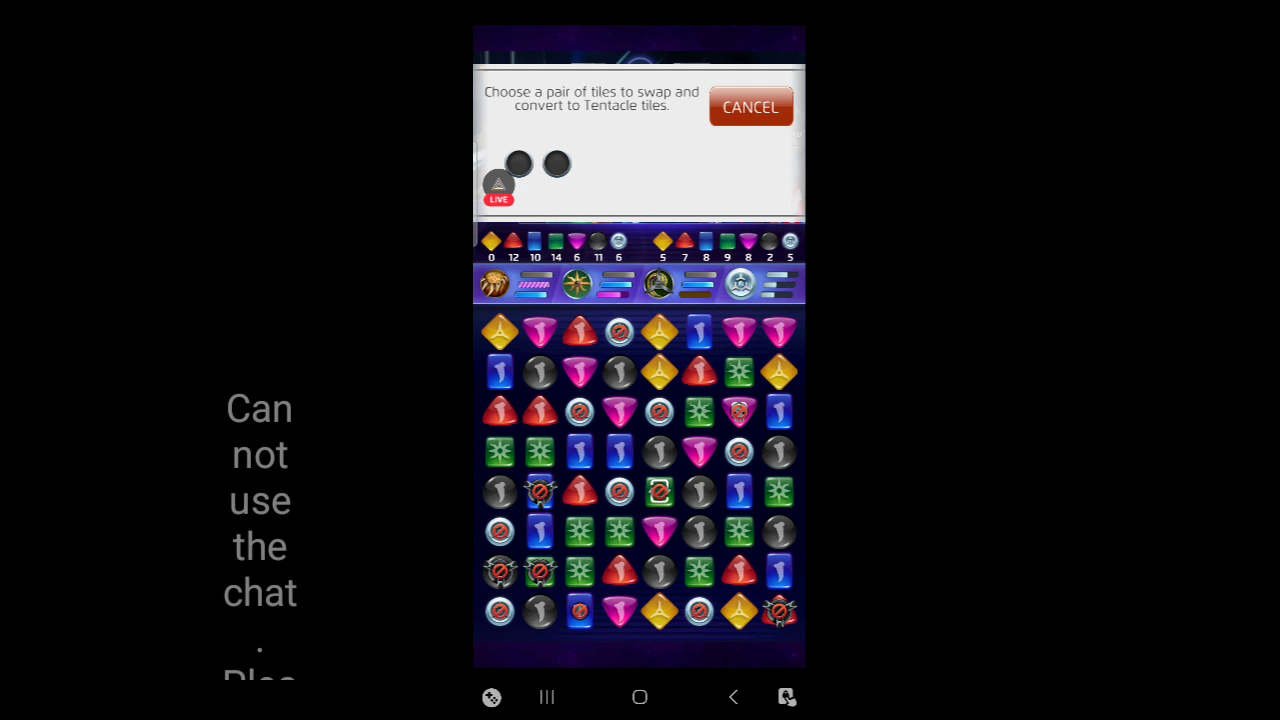 Choose a pair of tiles to swap and
convert to Tentacle tiles.
CANCEL
LIVE
0 12 10 14 6 11 6 5 7 8 9 8 2 5
Can
not
use
the
chat
.